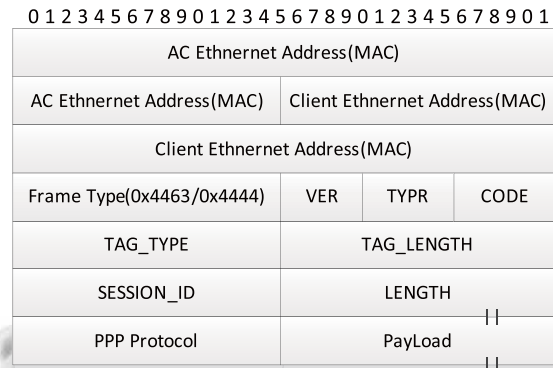 0 1 2 3 4 5 6 7 8 9 0 1 2 3 4 5 6 7 8 9 0 1 2 3 4 5 6 7 8 9 0 1
AC Ethnernet Address(MAC)
AC Ethnernet Address(MAC) Client Ethnernet Address(MAC)
Client Ethnernet Address(MAC)
Frame Type(0x4463/0x4444) VER TYPR CODE
TAG_TYPE TAG_LENGTH
SESSION_ID LENGTH
PPP Protocol PayLoad